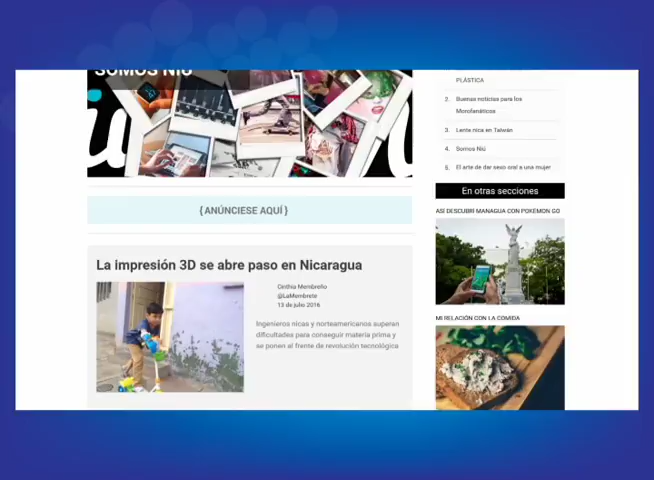 SOMOS NIÚ
{ ANÚNCIESE AQUÍ }
La impresión 3D se abre paso en Nicaragua
Cinthia Membreño
@LaMembrete
13 de julio 2016
Ingenieros nicas y norteamericanos superan
dificultades para conseguir materia prima y
se ponen al frente de revolución tecnológica
PLÁSTICA
2. Buenas noticias para los
Morofanáticos
3. Lente nica en Taiwán
4. Somos Niú
5. El arte de dar sexo oral a una mujer
En otras secciones
ASÍ DESCUBRÍ MANAGUA CON POKEMON GO
MI RELACIÓN CON LA COMIDA